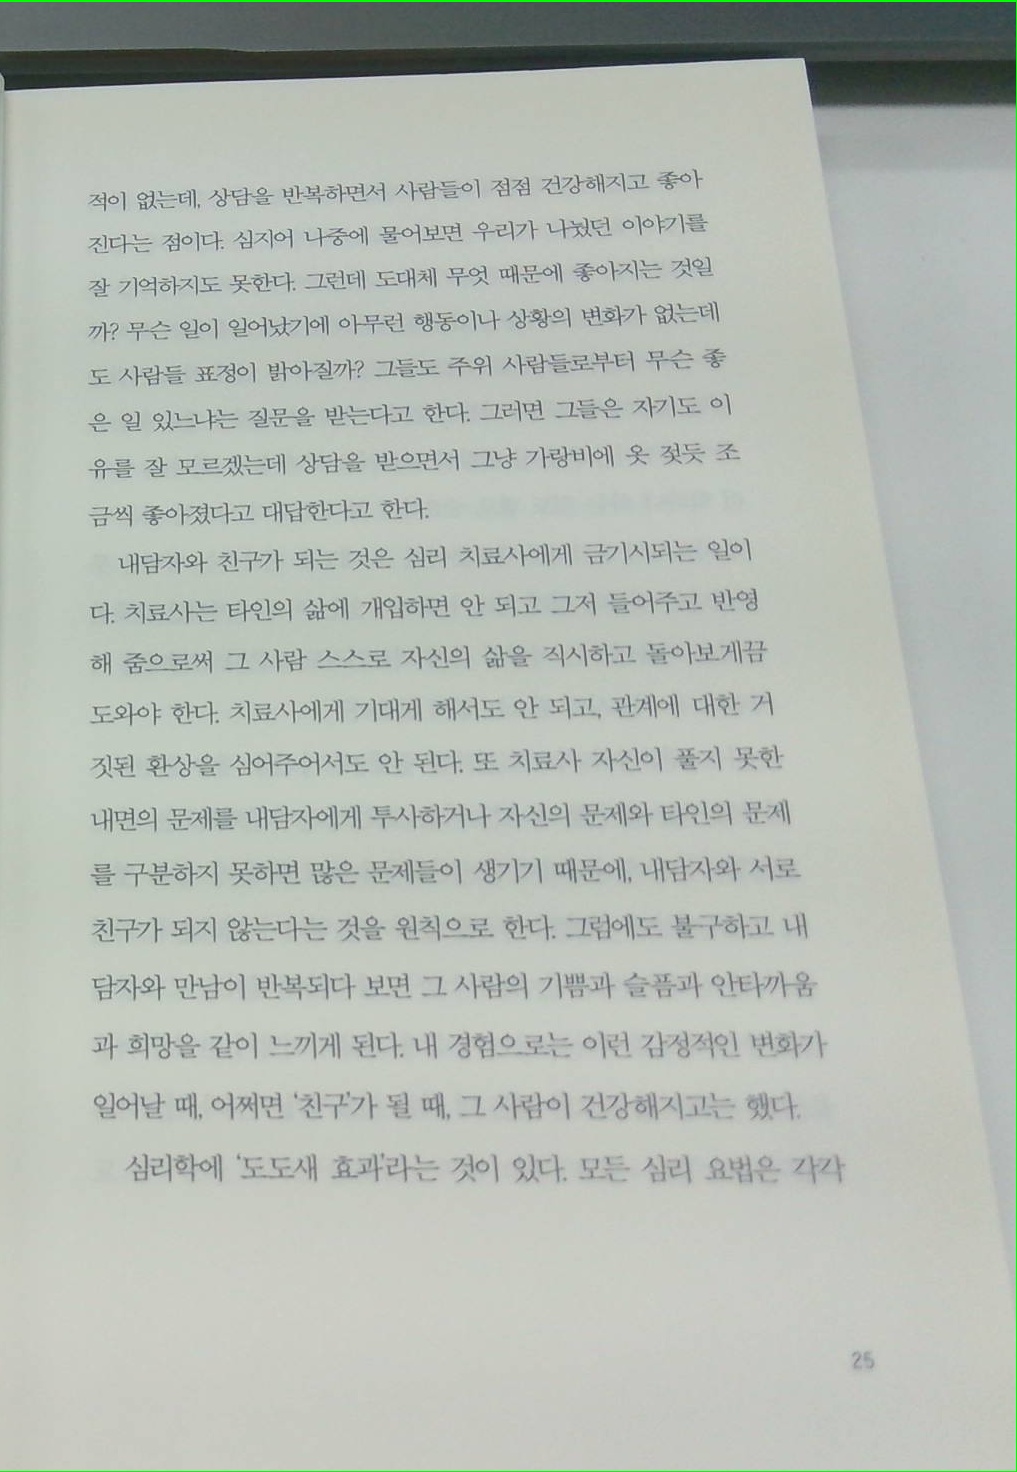 적이 없는데, 상담을 반복하면서 사람들이 점점 건강해지고 좋아
진다는 점이다. 심지어 나중에 물어보면 우리가 나눴던 이야기를
잘 기억하지도 못한다. 그런데 도대체 무엇 때문에 좋아지는 것일
까? 무슨 일이 일어났기에 아무런 행동이나 상황의 변화가 없는데
도 사람들 표정이 밝아질까? 그들도 주위 사람들로부터 무슨 좋
은 일 있느냐는 질문을 받는다고 한다. 그러면 그들은 자기도 이
유를 잘 모르겠는데 상담을 받으면서 그냥 가랑비에 옷 젖듯 조
금씩 좋아졌다고 대답한다고 한다.
내담자와 친구가 되는 것은 심리 치료사에게 금기시되는 일이
다. 치료사는 타인의 삶에 개입하면 안 되고 그저 들어주고 반영
해 줌으로써 그 사람 스스로 자신의 삶을 직시하고 돌아보게끔
도와야 한다. 치료사에게 기대게 해서도 안 되고, 관계에 대한 거
짓된 환상을 심어주어서도 안 된다. 또 치료사 자신이 풀지 못한
내면의 문제를 내담자에게 투사하거나 자신의 문제와 타인의 문제
를 구분하지 못하면 많은 문제들이 생기기 때문에, 내담자와 서로
친구가 되지 않는다는 것을 원칙으로 한다. 그럼에도 불구하고 내
담자와 만남이 반복되다 보면 그 사람의 기쁨과 슬픔과 안타까움
과 희망을 같이 느끼게 된다. 내 경험으로는 이런 감정적인 변화가
일어날 때, 어쩌면 ‘친구’가 될 때, 그 사람이 건강해지고는 했다.
심리학에 ‘도도새 효과’라는 것이 있다. 모든 심리 요법은 각각
25